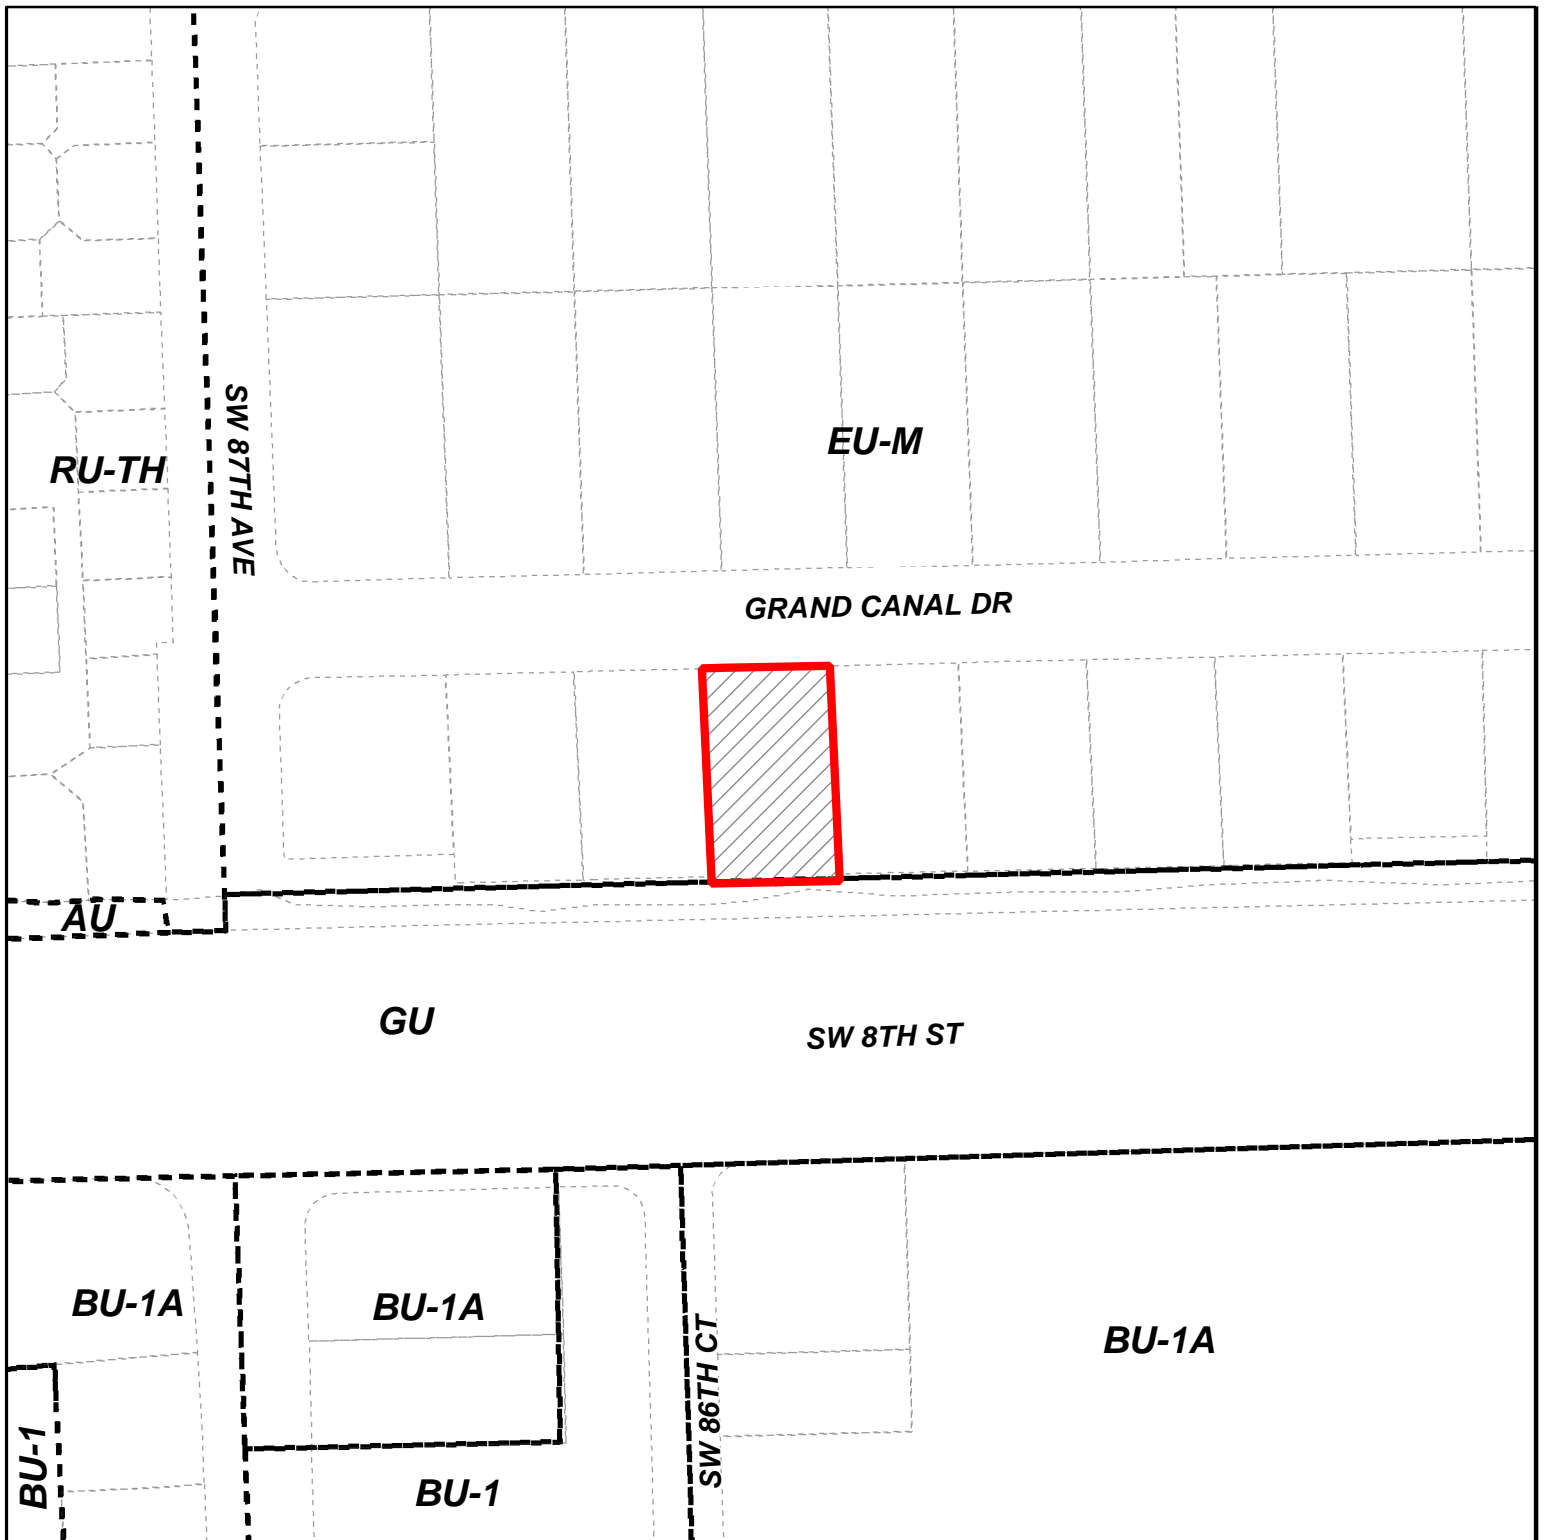 SW 87TH AVE
EU-M
RU-TH
GRAND CANAL DR
AU
GU
SW 8TH ST
BU-1A
BU-1A
BU-1A
SW 86TH CT
BU-1
BU-1